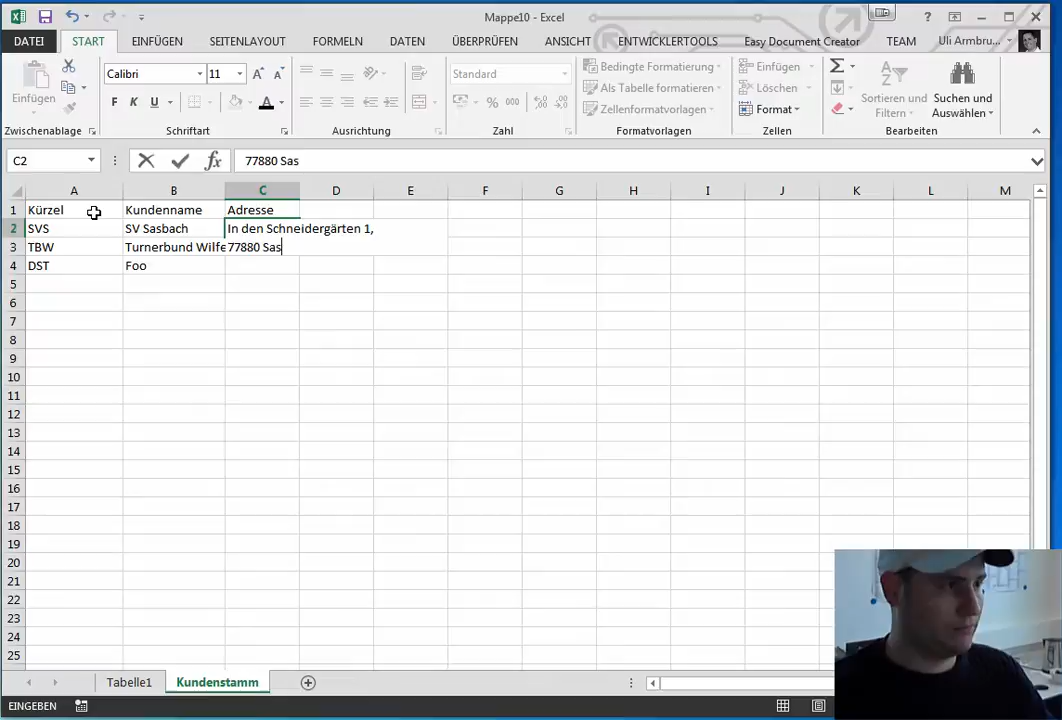 Mappe10 - Excel
DATEI START EINFÜGEN SEITENLAYOUT FORMELN DATEN ÜBERPRÜFEN ANSICHT ENTWICKLERTOOLS Easy Document Creator TEAM Uli Armbru...
Calibri 11
Standard
Bedingte Formatierung
Als Tabelle formatieren
Zellenformatvorlagen
Einfügen
Löschen
Format
Einfügen
Sortieren und Filtern
Suchen und Auswählen
F K U
% 000
Zwischenablage Schriftart Ausrichtung Zahl Formatvorlagen Zellen Bearbeiten
C2 fx 77880 Sas
A B C D E F G H I J K L M
1 Kürzel Kundenname Adresse
2 SVS SV Sasbach In den Schneidergärten 1,
3 TBW Turnerbund Wilfe 77880 Sas
4 DST Foo
5
6
7
8
9
10
11
12
13
14
15
16
17
18
19
20
21
22
23
24
25
Tabelle1 Kundenstamm
EINGEBEN